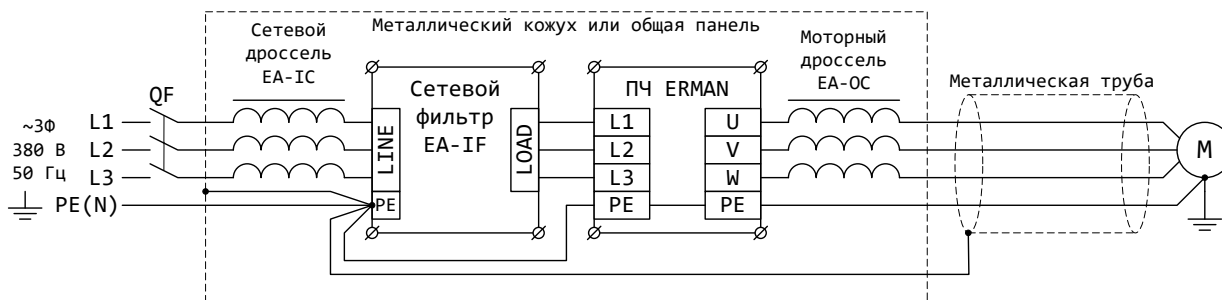 Металлический кожух или общая панель
Сетевой
дроссель
EA-IC
Моторный
дроссель
EA-OC
Металлическая труба
QF
~3Ф
380 В
50 Гц
L1
L2
L3
PE(N)
Сетевой
фильтр
EA-IF
LINE
PE
LOAD
ПЧ ERMAN
L1
L2
L3
PE
U
V
W
PE
M